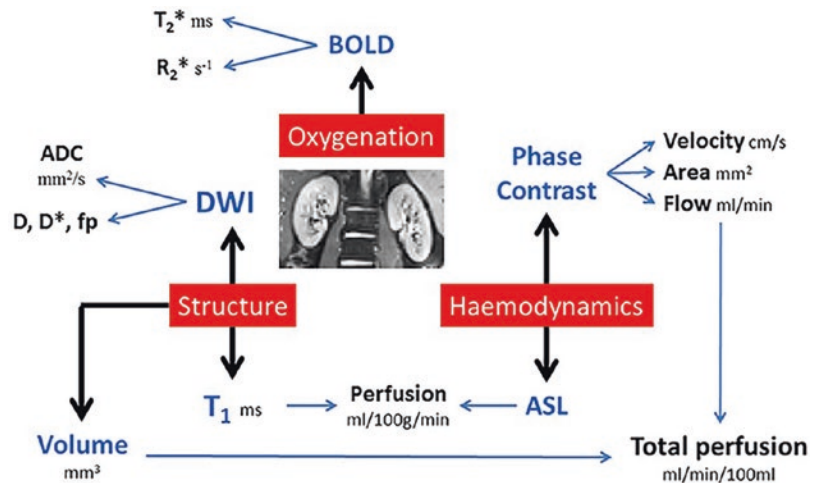 T₂* ms
R₂* s⁻¹
BOLD
Oxygenation
ADC
mm²/s
D, D*, fp
DWI
Phase
Contrast
Velocity cm/s
Area mm²
Flow ml/min
Structure
Haemodynamics
T₁ ms
Perfusion
ml/100g/min
ASL
Volume
mm³
Total perfusion
ml/min/100ml